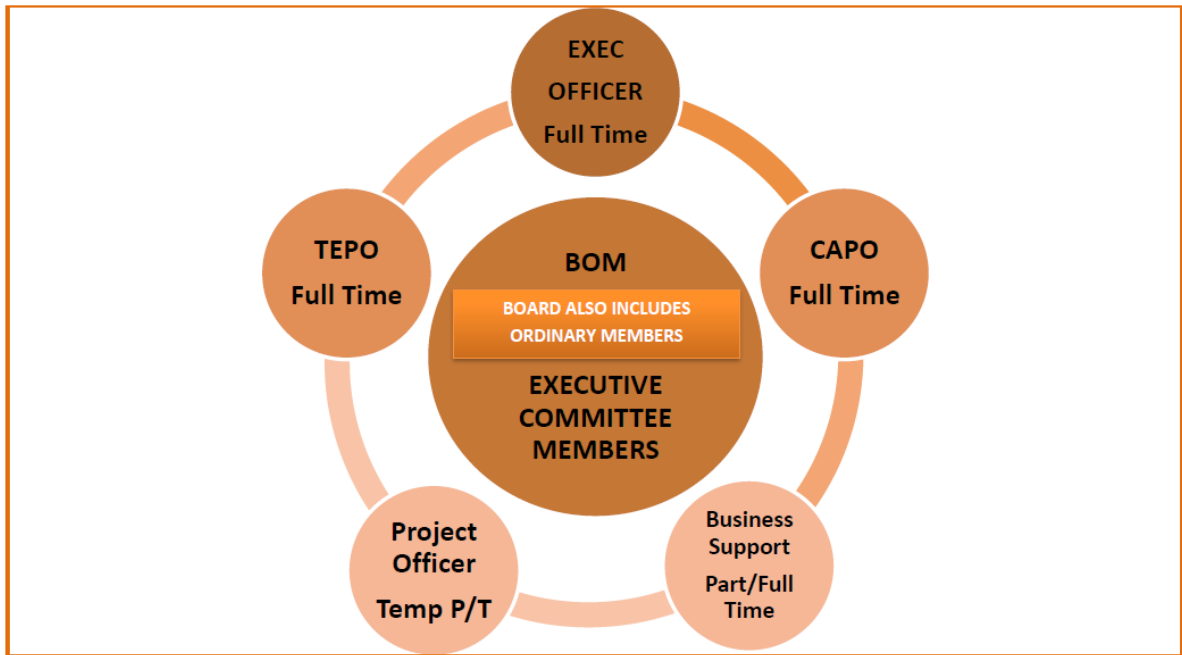 EXEC
OFFICER
Full Time
TEPO
Full Time
CAPO
Full Time
BOM
BOARD ALSO INCLUDES
ORDINARY MEMBERS
EXECUTIVE
COMMITTEE
MEMBERS
Project
Officer
Temp P/T
Business
Support
Part/Full
Time